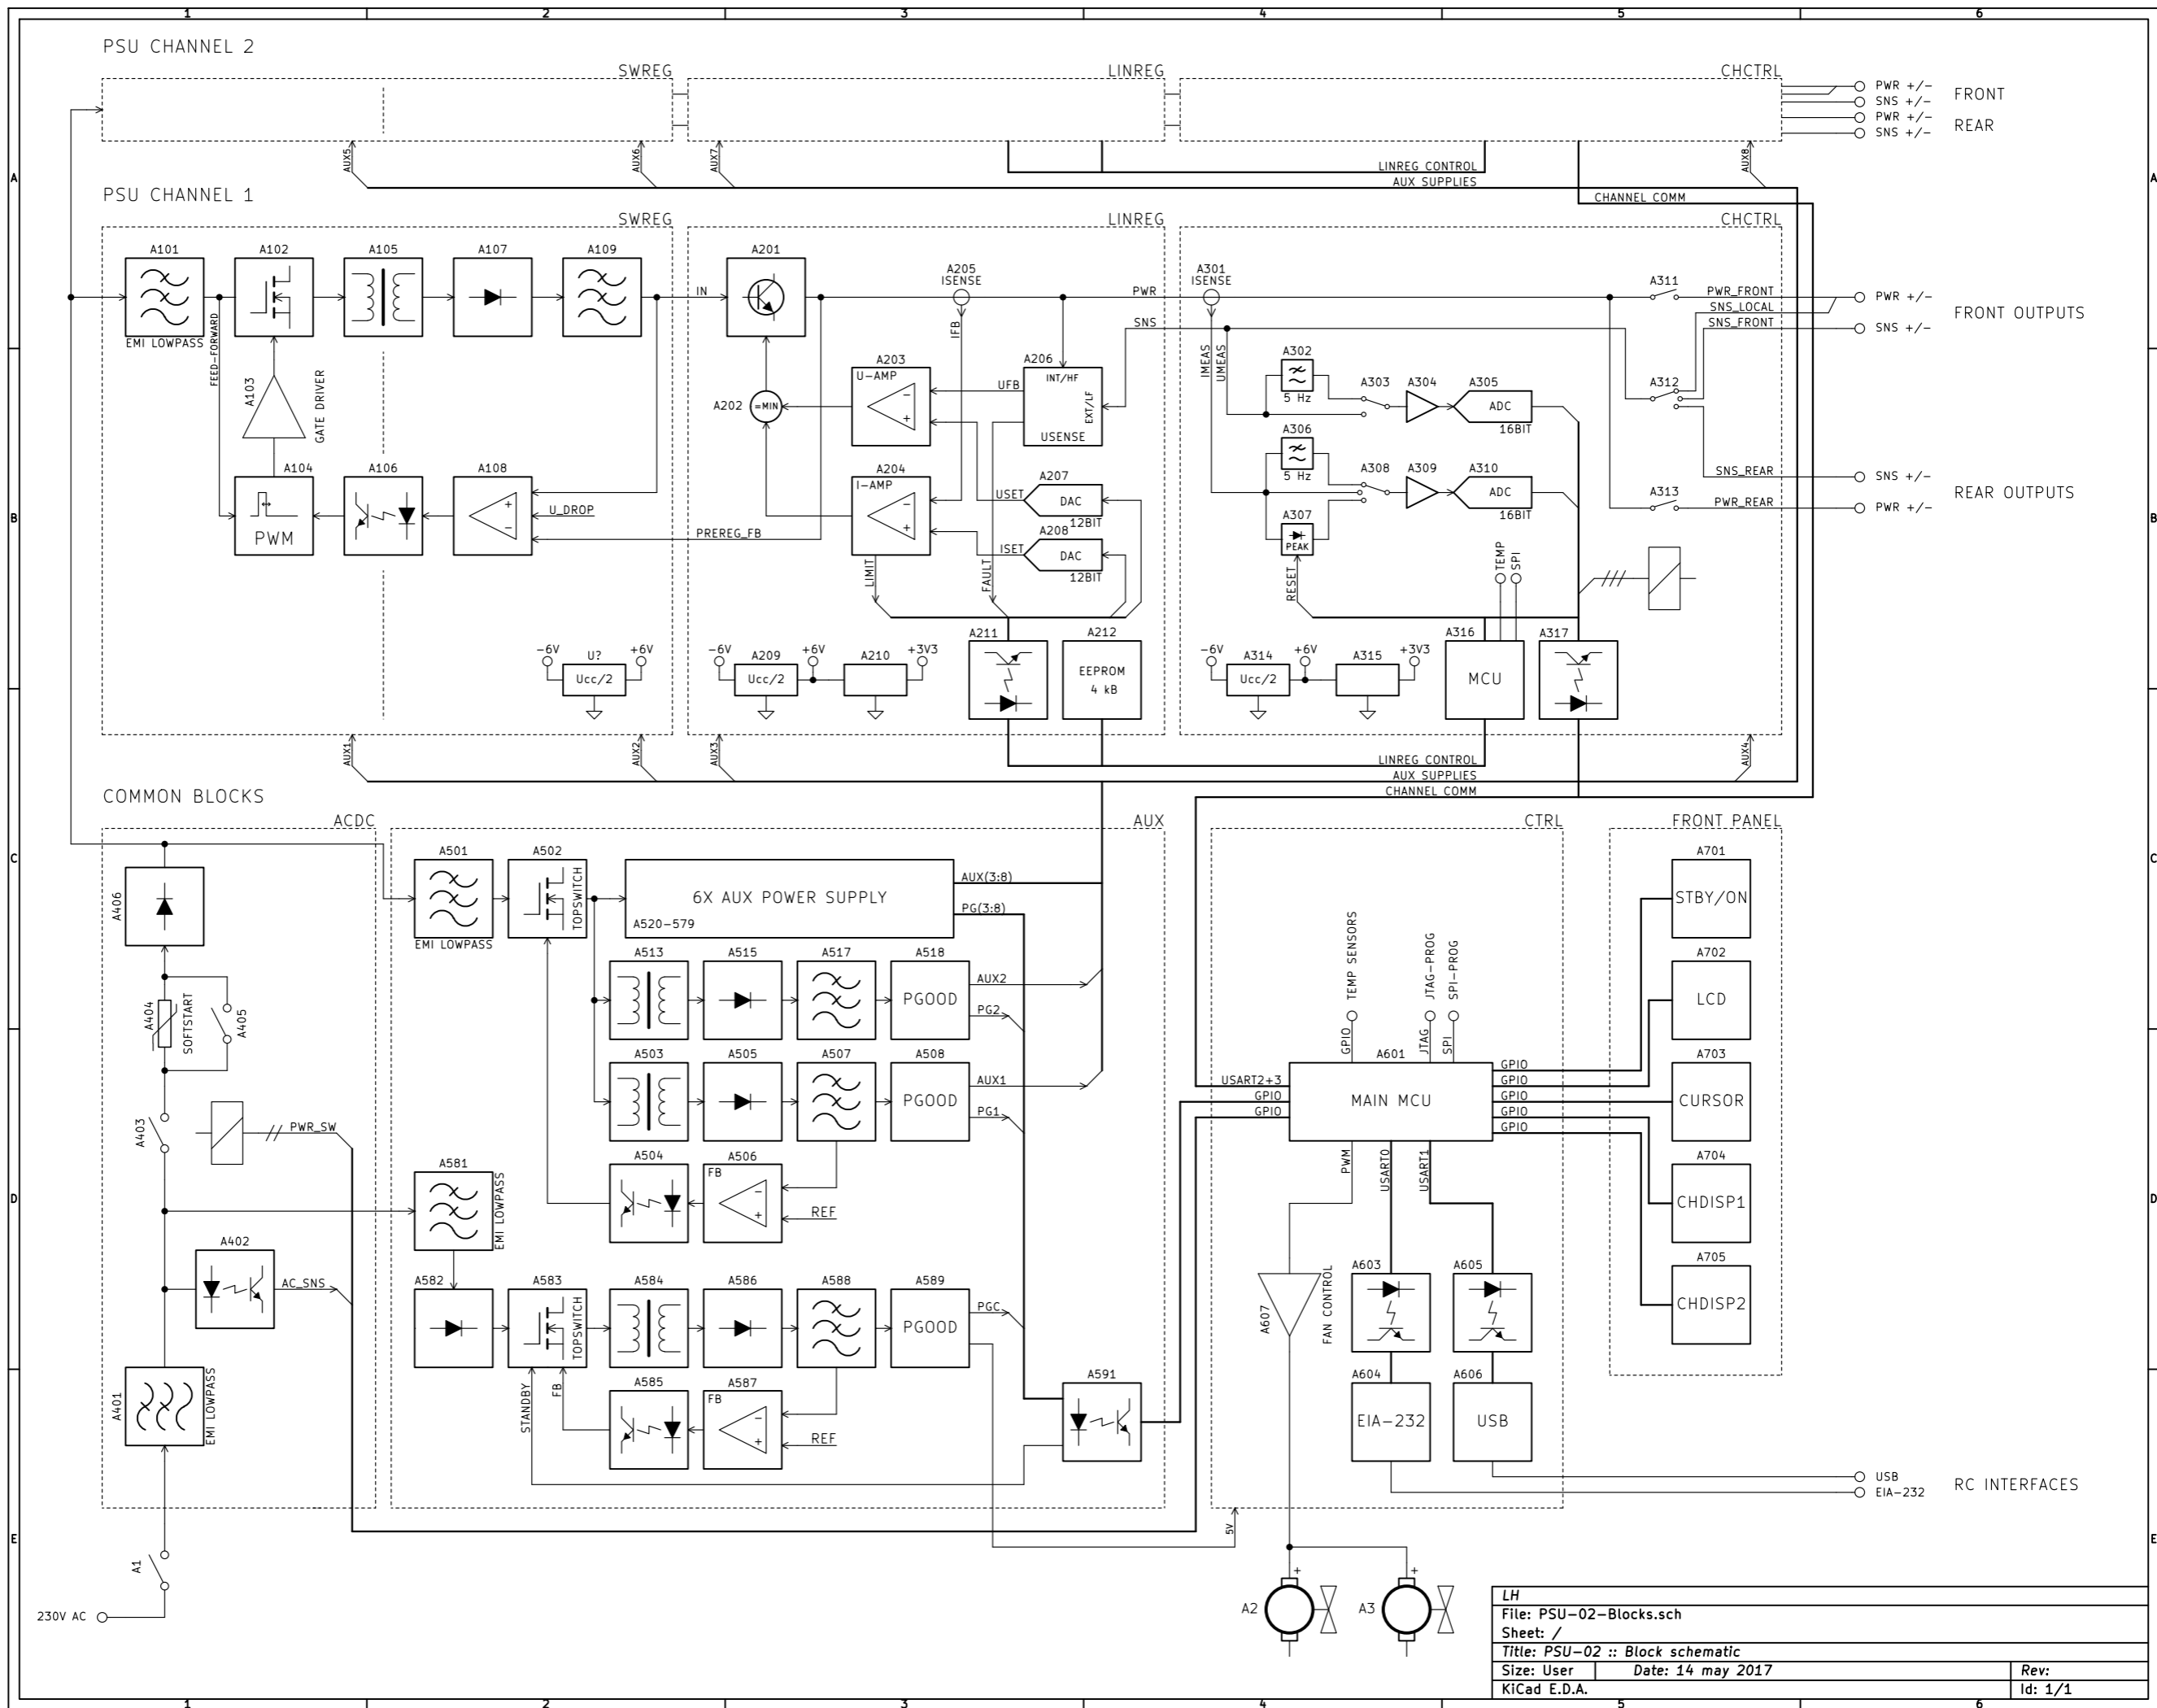 1 2 3 4 5 6
PSU CHANNEL 2
SWREG
LINREG
CHCTRL
PWR +/-
SNS +/-
FRONT
PWR +/-
SNS +/-
REAR
AUX5
AUX6
AUX7
AUX8
LINREG CONTROL
AUX SUPPLIES
CHANNEL COMM
A
A
PSU CHANNEL 1
SWREG
LINREG
CHCTRL
A101
EMI LOWPASS
A102
A105
A107
A109
IN
A201
A205
ISENSE
PWR
A301
ISENSE
A311
PWR_FRONT
SNS_LOCAL
SNS_FRONT
PWR +/-
SNS +/-
FRONT OUTPUTS
FEED-FORWARD
A103
GATE DRIVER
A104
PWM
A106
A108
U_DROP
PREREG_FB
A202
=MIN
A203
U-AMP
A204
I-AMP
IFB
UFB
A206
INT/HF
EXT/LF
USENSE
SNS
USET
A207
DAC
12BIT
ISET
A208
DAC
12BIT
LIMIT
FAULT
IMEAS
UMEAS
A302
5 Hz
A303
A304
A305
ADC
16BIT
A306
5 Hz
A307
PEAK
RESET
A308
A309
A310
ADC
16BIT
A312
SNS_REAR
A313
PWR_REAR
SNS +/-
PWR +/-
REAR OUTPUTS
B
B
TEMP
SPI
-6V
U?
Ucc/2
+6V
-6V
A209
Ucc/2
+6V
A210
+3V3
A211
A212
EEPROM
4 kB
-6V
A314
Ucc/2
+6V
A315
+3V3
A316
MCU
A317
AUX1
AUX2
AUX3
AUX4
LINREG CONTROL
AUX SUPPLIES
CHANNEL COMM
COMMON BLOCKS
ACDC
AUX
CTRL
FRONT PANEL
C
C
A406
A404
SOFTSTART
A405
A403
PWR_SW
A402
AC_SNS
A401
EMI LOWPASS
A1
230V AC
A501
EMI LOWPASS
A502
TOPSWITCH
6X AUX POWER SUPPLY
A520-579
AUX(3:8)
PG(3:8)
A513
A515
A517
A518
PGOOD
AUX2
PG2
A503
A505
A507
A508
PGOOD
AUX1
PG1
A504
A506
FB
REF
A581
EMI LOWPASS
A582
A583
TOPSWITCH
A584
A586
A588
A589
PGOOD
PGC
STANDBY
FB
A585
A587
FB
REF
A591
TEMP SENSORS
JTAG-PROG
SPI-PROG
GPIO
JTAG
SPI
A601
MAIN MCU
USART2+3
GPIO
GPIO
GPIO
GPIO
GPIO
GPIO
GPIO
PWM
USART0
USART1
A607
FAN CONTROL
A603
A605
A604
EIA-232
A606
USB
5V
A701
STBY/ON
A702
LCD
A703
CURSOR
A704
CHDISP1
A705
CHDISP2
D
D
USB
EIA-232
RC INTERFACES
E
E
A2
+
A3
+
LH
File: PSU-02-Blocks.sch
Sheet: /
Title: PSU-02 :: Block schematic
Size: User
Date: 14 may 2017
Rev:
KiCad E.D.A.
Id: 1/1
1 2 3 4 5 6